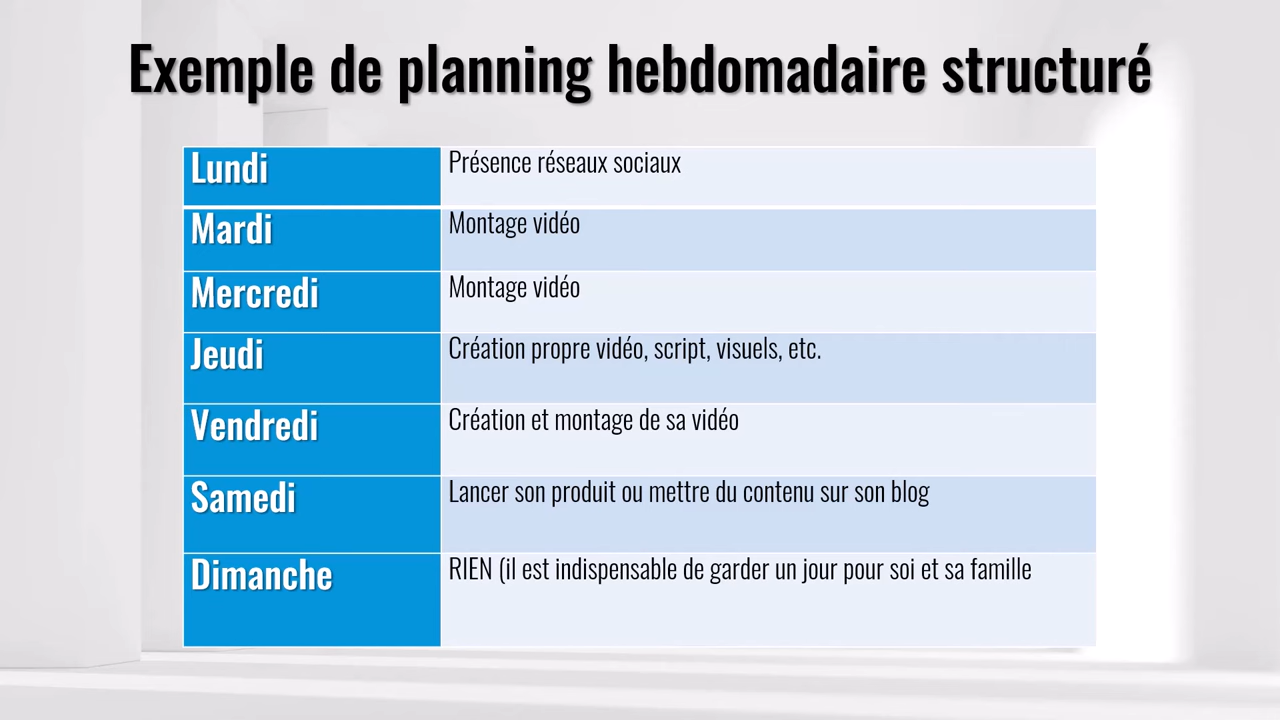 Exemple de planning hebdomadaire structuré
Lundi
Présence réseaux sociaux
Mardi
Montage vidéo
Mercredi
Montage vidéo
Jeudi
Création propre vidéo, script, visuels, etc.
Vendredi
Création et montage de sa vidéo
Samedi
Lancer son produit ou mettre du contenu sur son blog
Dimanche
RIEN (il est indispensable de garder un jour pour soi et sa famille